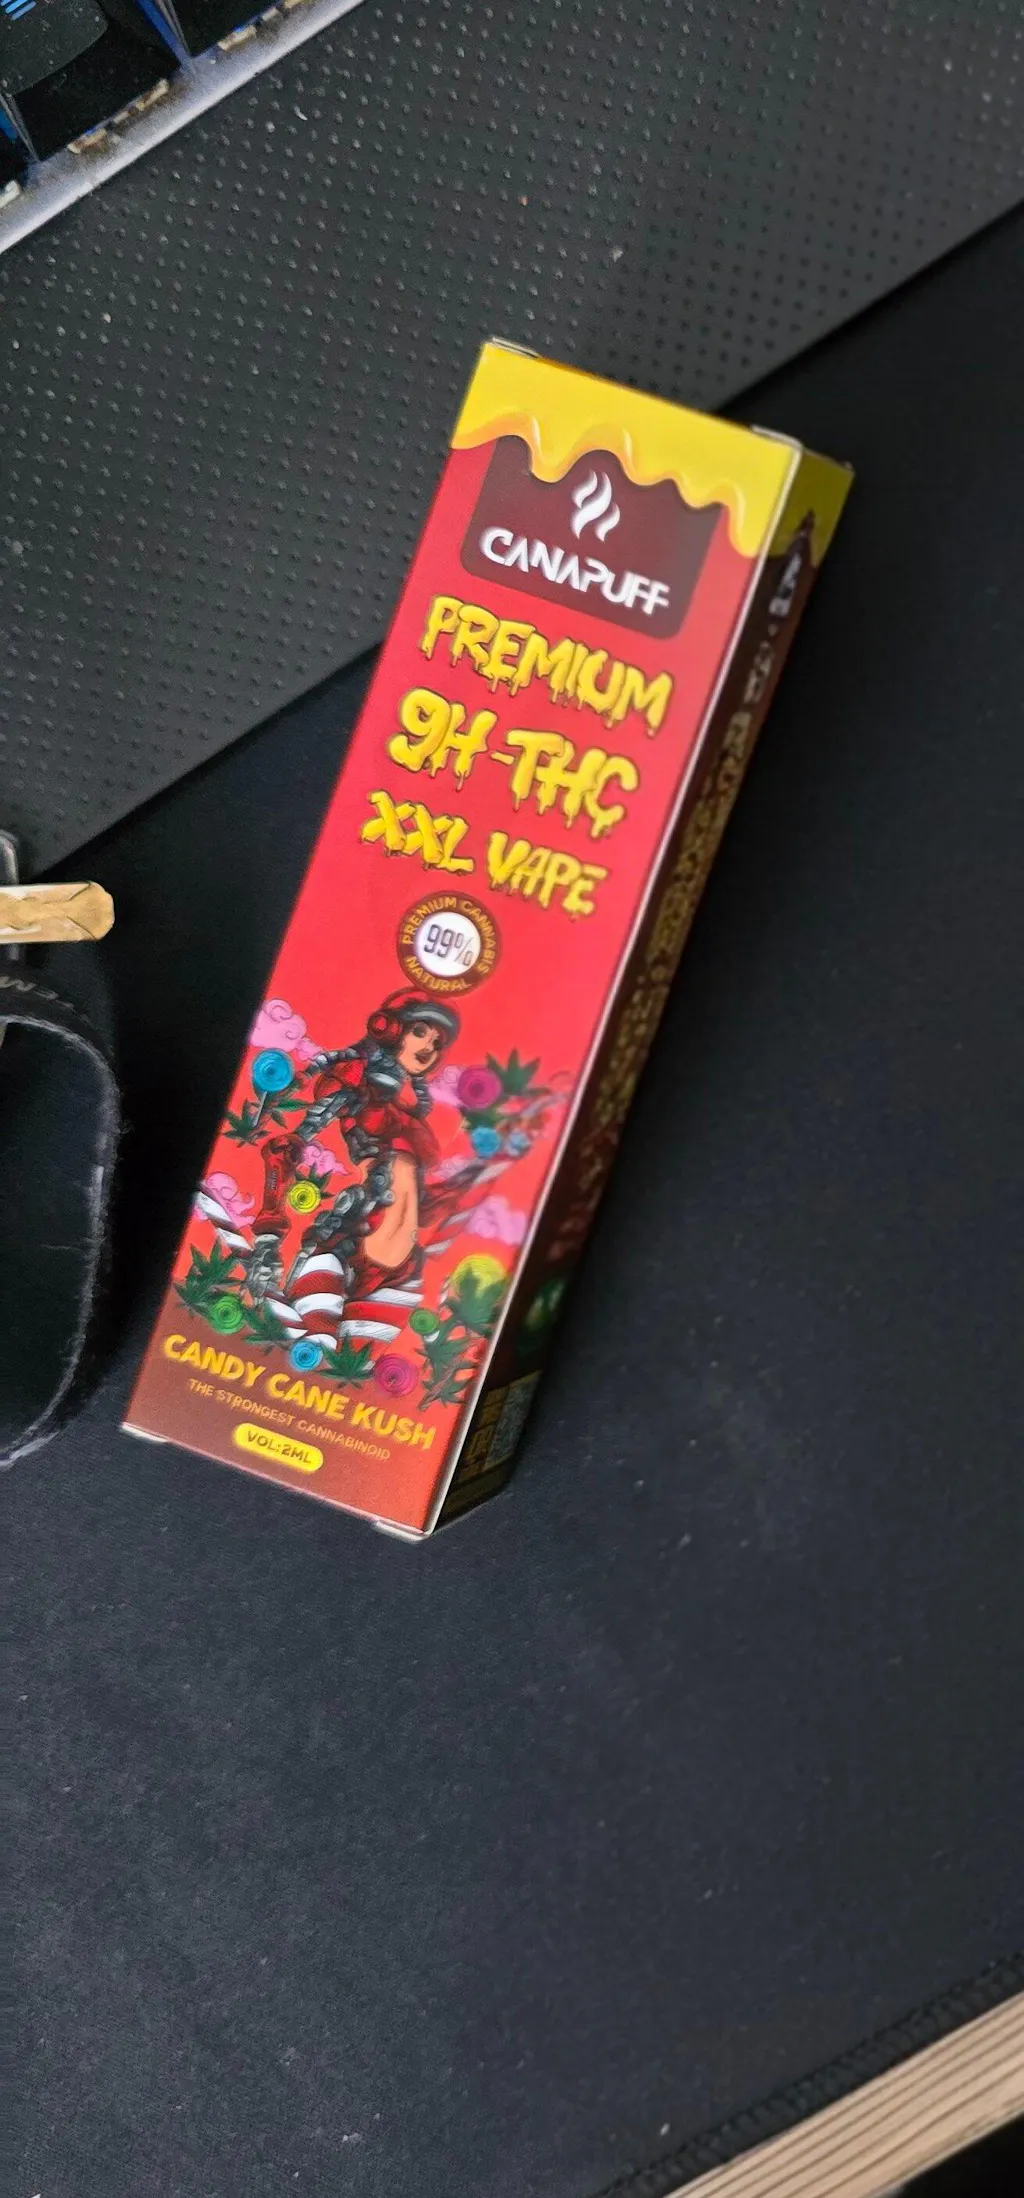 CANAPUFF
PREMIUM
9H-THC
XXL VAPE
PREMIUM CANNABIS
99%
NATURAL
CANDY CANE KUSH
THE STRONGEST CANNABINOID
VOL:2ML